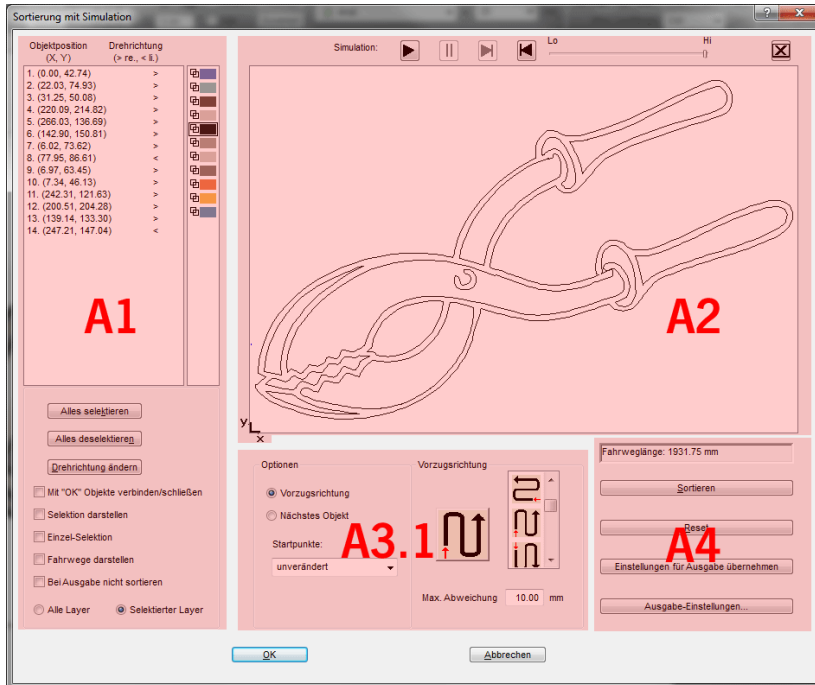 Sortierung mit Simulation
?
Objektposition Drehrichtung
(X, Y) (> re., < li.)
1. (0.00, 42.74) >
2. (22.03, 74.93) >
3. (31.25, 50.08) >
4. (220.09, 214.82) >
5. (266.03, 136.69) >
6. (142.90, 150.81) >
7. (6.02, 73.62) >
8. (77.95, 86.61) <
9. (6.97, 63.45) >
10. (7.34, 46.13) >
11. (242.31, 121.63) >
12. (200.51, 204.28) >
13. (139.14, 133.30) >
14. (247.21, 147.04) <
A1
Alles selektieren
Alles deselektieren
Drehrichtung ändern
Mit "OK" Objekte verbinden/schließen
Selektion darstellen
Einzel-Selektion
Fahrwege darstellen
Bei Ausgabe nicht sortieren
Alle Layer Selektierter Layer
Simulation: Lo Hi
A2
Y
X
Optionen
Vorzugsrichtung
Nächstes Objekt
Startpunkte:
unverändert
Vorzugsrichtung
A3.1
Max. Abweichung 10.00 mm
Fahrweglänge: 1931.75 mm
Sortieren
Reset
A4
Einstellungen für Ausgabe übernehmen
Ausgabe-Einstellungen...
OK Abbrechen